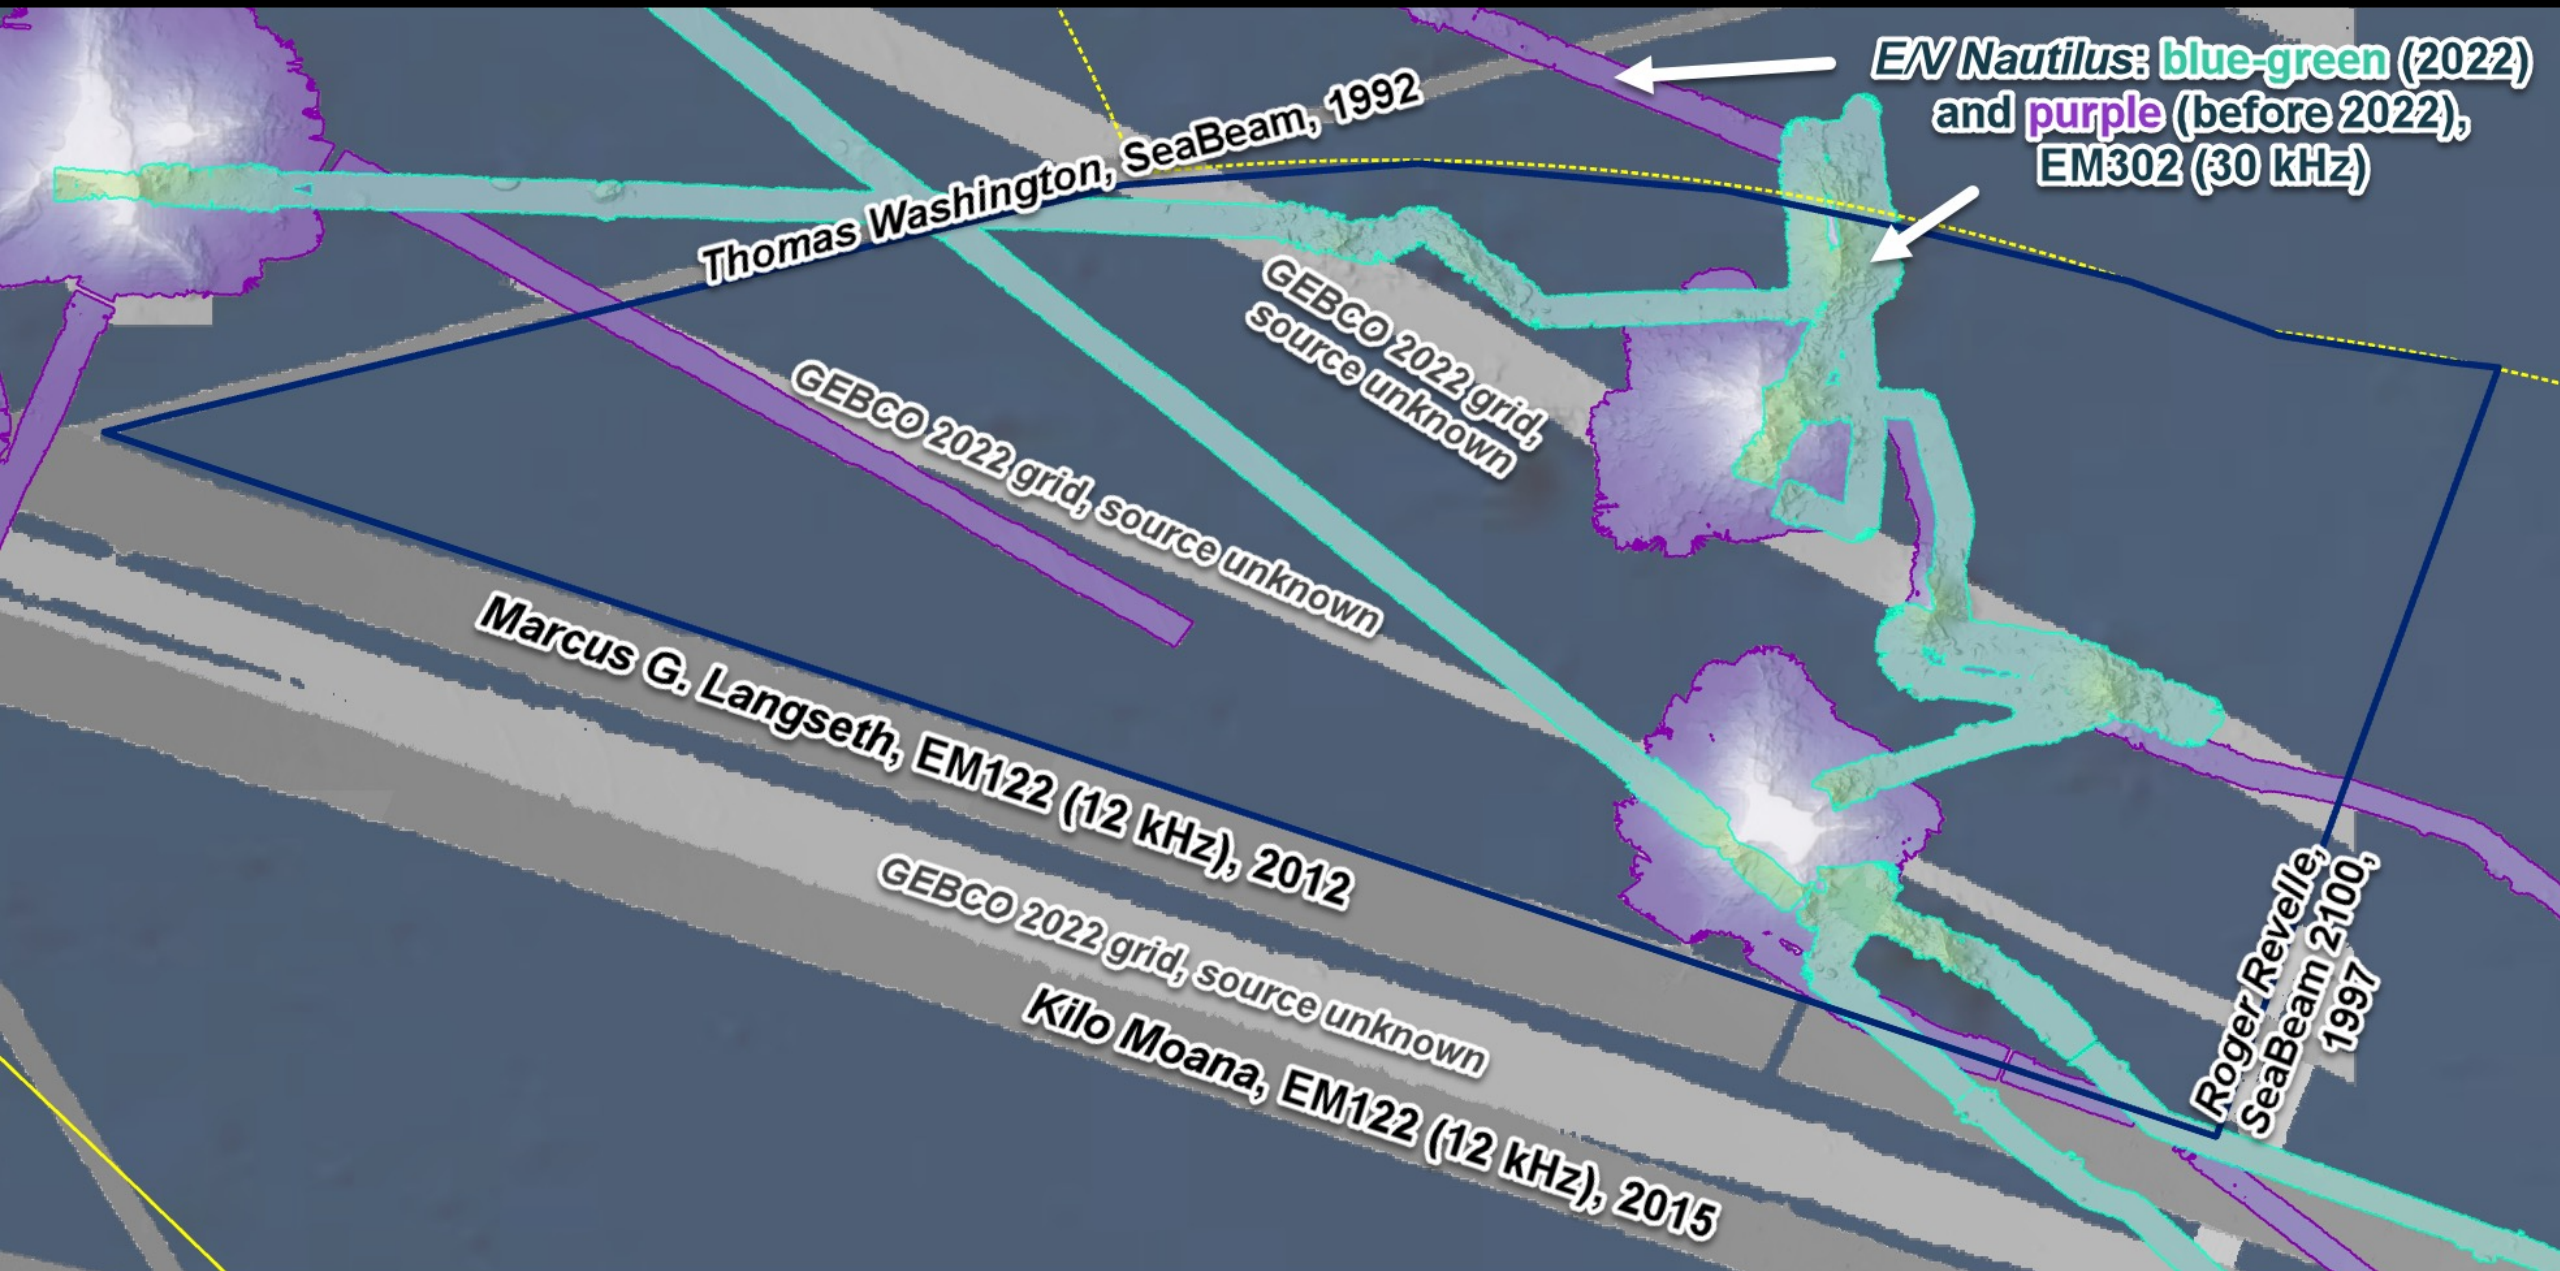 E/V Nautilus: blue-green (2022)
and purple (before 2022),
EM302 (30 kHz)
Thomas Washington, SeaBeam, 1992
GEBCO 2022 grid,
source unknown
GEBCO 2022 grid, source unknown
Marcus G. Langseth, EM122 (12 kHz), 2012
GEBCO 2022 grid, source unknown
Kilo Moana, EM122 (12 kHz), 2015
Roger Revelle,
SeaBeam 2100,
1997